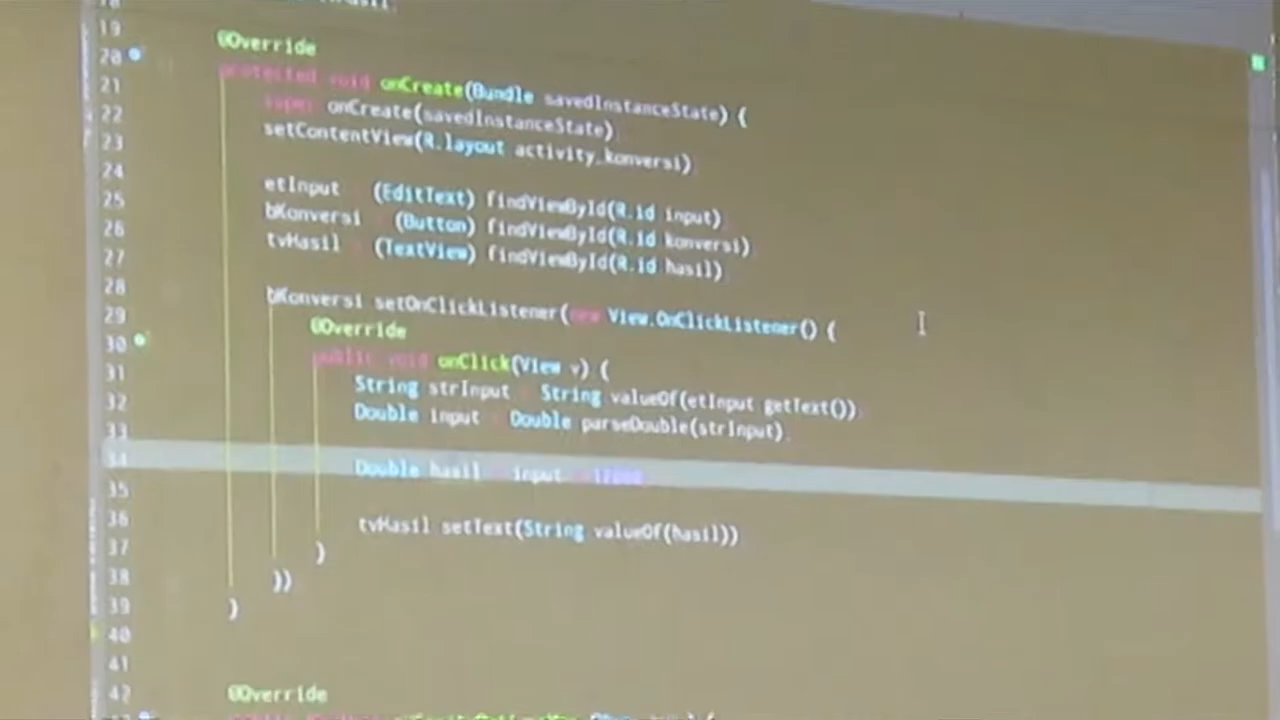 19
20 @Override
21 protected void onCreate(Bundle savedInstanceState) {
22 super onCreate(savedInstanceState)
23 setContentView(R.layout activity_konversi)
24
25 etInput (EditText) findViewById(R.id input)
26 bKonversi (Button) findViewById(R.id konversi)
27 tvHasil (TextView) findViewById(R.id hasil)
28
29 bKonversi setOnClickListener(new View.OnClickListener() {
30 @Override
31 public void onClick(View v) {
32 String strInput String valueOf(etInput getText())
33 Double input Double parseDouble(strInput)
34 Double hasil input
35
36 tvHasil setText(String valueOf(hasil))
37 }
38 })
39 }
40
41
42 @Override